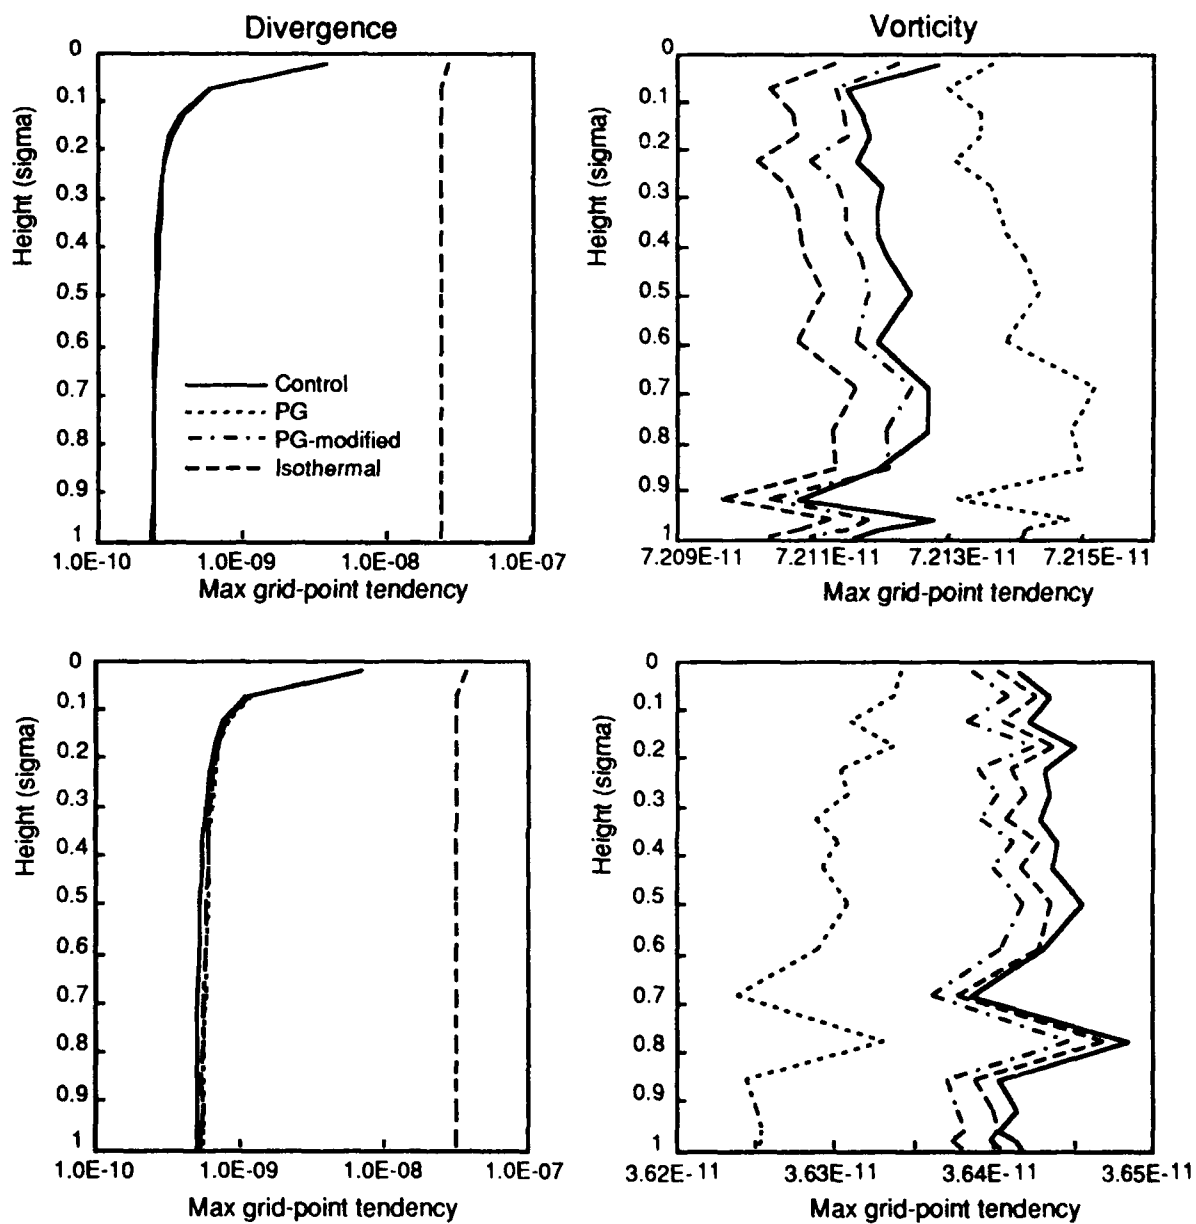 Divergence
Vorticity
0
0.1
0.2
0.3
0.4
0.5
0.6
0.7
0.8
0.9
1
Height (sigma)
Control
PG
PG-modified
Isothermal
1.0E-10 1.0E-09 1.0E-08 1.0E-07
Max grid-point tendency
0
0.1
0.2
0.3
0.4
0.5
0.6
0.7
0.8
0.9
1
Height (sigma)
7.209E-11 7.211E-11 7.213E-11 7.215E-11
Max grid-point tendency
0
0.1
0.2
0.3
0.4
0.5
0.6
0.7
0.8
0.9
1
Height (sigma)
1.0E-10 1.0E-09 1.0E-08 1.0E-07
Max grid-point tendency
0
0.1
0.2
0.3
0.4
0.5
0.6
0.7
0.8
0.9
1
Height (sigma)
3.62E-11 3.63E-11 3.64E-11 3.65E-11
Max grid-point tendency